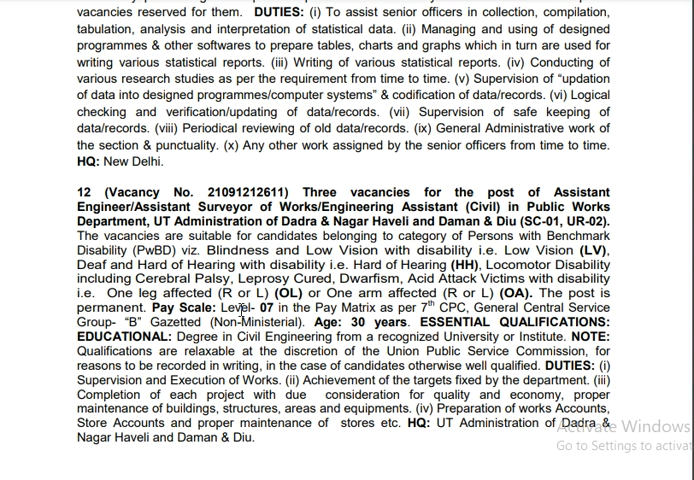 vacancies reserved for them. DUTIES: (i) To assist senior officers in collection, compilation,
tabulation, analysis and interpretation of statistical data. (ii) Managing and using of designed
programmes & other softwares to prepare tables, charts and graphs which in turn are used for
writing various statistical reports. (iii) Writing of various statistical reports. (iv) Conducting of
various research studies as per the requirement from time to time. (v) Supervision of “updation
of data into designed programmes/computer systems” & codification of data/records. (vi) Logical
checking and verification/updating of data/records. (vii) Supervision of safe keeping of
data/records. (viii) Periodical reviewing of old data/records. (ix) General Administrative work of
the section & punctuality. (x) Any other work assigned by the senior officers from time to time.
HQ: New Delhi.
12 (Vacancy No. 21091212611) Three vacancies for the post of Assistant
Engineer/Assistant Surveyor of Works/Engineering Assistant (Civil) in Public Works
Department, UT Administration of Dadra & Nagar Haveli and Daman & Diu (SC-01, UR-02).
The vacancies are suitable for candidates belonging to category of Persons with Benchmark
Disability (PwBD) viz. Blindness and Low Vision with disability i.e. Low Vision (LV),
Deaf and Hard of Hearing with disability i.e. Hard of Hearing (HH), Locomotor Disability
including Cerebral Palsy, Leprosy Cured, Dwarfism, Acid Attack Victims with disability
i.e. One leg affected (R or L) (OL) or One arm affected (R or L) (OA). The post is
permanent. Pay Scale: Level- 07 in the Pay Matrix as per 7th CPC, General Central Service
Group- “B” Gazetted (Non-Ministerial). Age: 30 years. ESSENTIAL QUALIFICATIONS:
EDUCATIONAL: Degree in Civil Engineering from a recognized University or Institute. NOTE:
Qualifications are relaxable at the discretion of the Union Public Service Commission, for
reasons to be recorded in writing, in the case of candidates otherwise well qualified. DUTIES: (i)
Supervision and Execution of Works. (ii) Achievement of the targets fixed by the department. (iii)
Completion of each project with due consideration for quality and economy, proper
maintenance of buildings, structures, areas and equipments. (iv) Preparation of works Accounts,
Store Accounts and proper maintenance of stores etc. HQ: UT Administration of Dadra &
Nagar Haveli and Daman & Diu.
Activate Windows
Go to Settings to activat